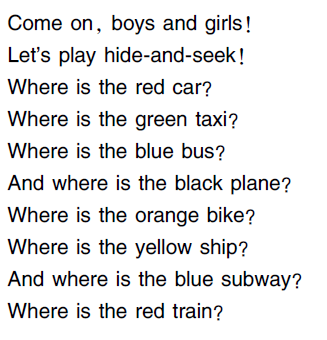 Come on, boys and girls!
Let's play hide-and-seek!
Where is the red car?
Where is the green taxi?
Where is the blue bus?
And where is the black plane?
Where is the orange bike?
Where is the yellow ship?
And where is the blue subway?
Where is the red train?